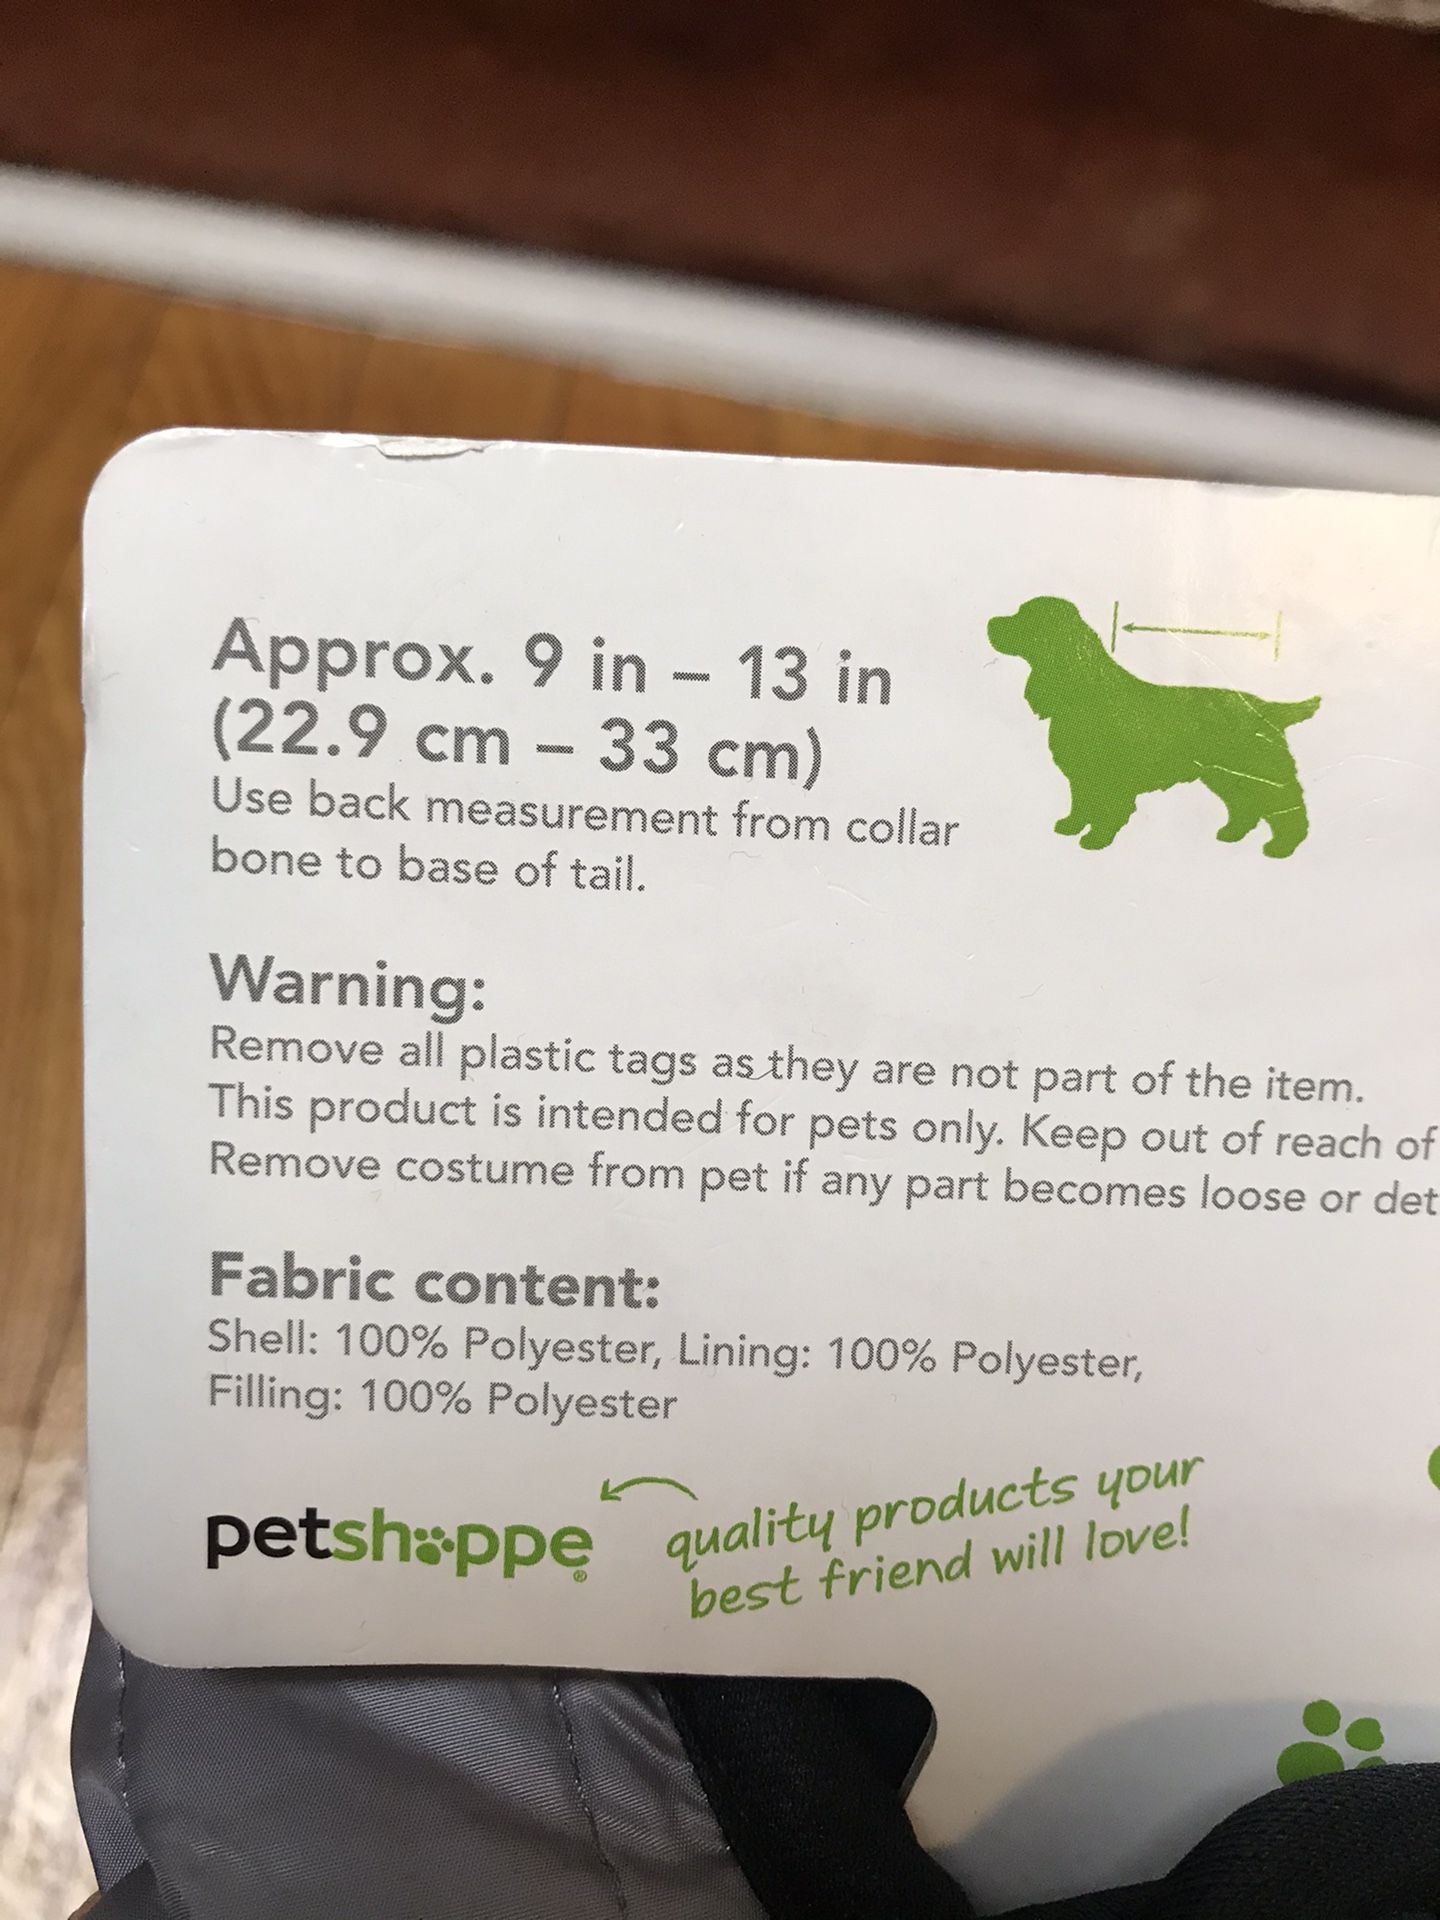 Approx. 9 in – 13 in
(22.9 cm – 33 cm)
Use back measurement from collar
bone to base of tail.
Warning:
Remove all plastic tags as they are not part of the item.
This product is intended for pets only. Keep out of reach of
Remove costume from pet if any part becomes loose or det
Fabric content:
Shell: 100% Polyester, Lining: 100% Polyester,
Filling: 100% Polyester
petshoppe®
quality products your
best friend will love!